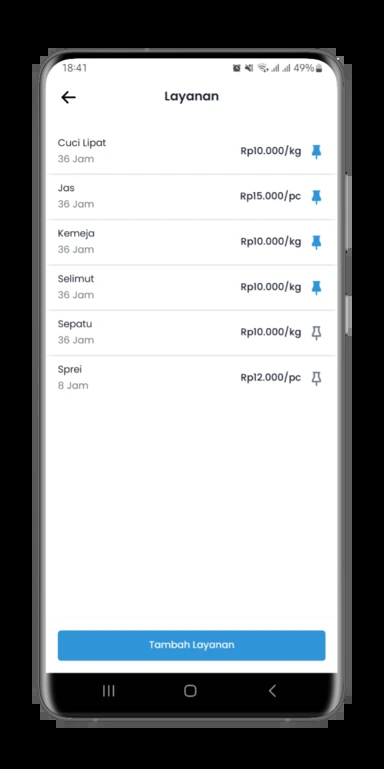 18:41 49%
Layanan
Cuci Lipat
36 Jam
Rp10.000/kg
Jas
36 Jam
Rp15.000/pc
Kemeja
36 Jam
Rp10.000/kg
Selimut
36 Jam
Rp10.000/kg
Sepatu
36 Jam
Rp10.000/kg
Sprei
8 Jam
Rp12.000/pc
Tambah Layanan